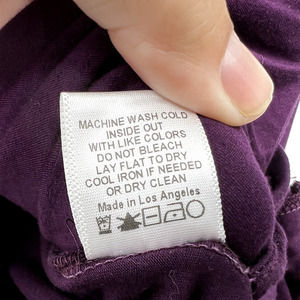 MACHINE WASH COLD
INSIDE OUT
WITH LIKE COLORS
DO NOT BLEACH
LAY FLAT TO DRY
COOL IRON IF NEEDED
OR DRY CLEAN
Made in Los Angeles